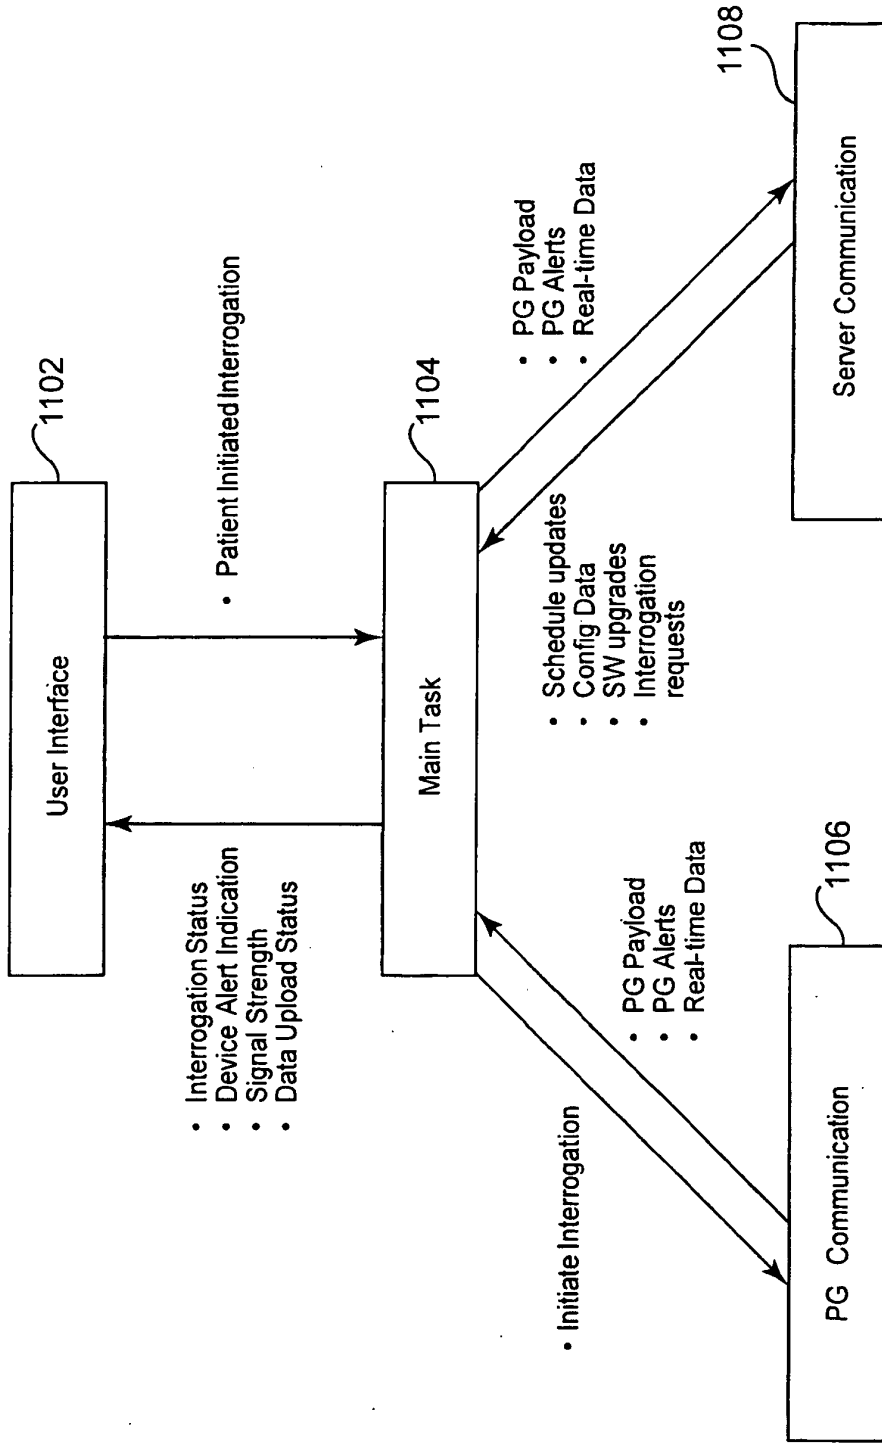 1102
User Interface
• Interrogation Status
• Device Alert Indication
• Signal Strength
• Data Upload Status
• Patient Initiated Interrogation
1104
Main Task
• Initiate Interrogation
• PG Payload
• PG Alerts
• Real-time Data
• Schedule updates
• Config Data
• SW upgrades
• Interrogation
requests
• PG Payload
• PG Alerts
• Real-time Data
1106
PG Communication
1108
Server Communication